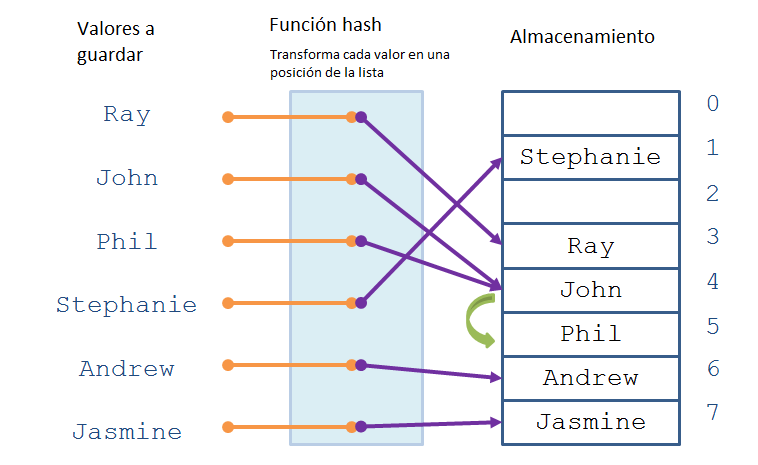 Valores a
guardar
Función hash
Transforma cada valor en una
posición de la lista
Almacenamiento
Ray
John
Phil
Stephanie
Andrew
Jasmine
Stephanie
Ray
John
Phil
Andrew
Jasmine
0
1
2
3
4
5
6
7